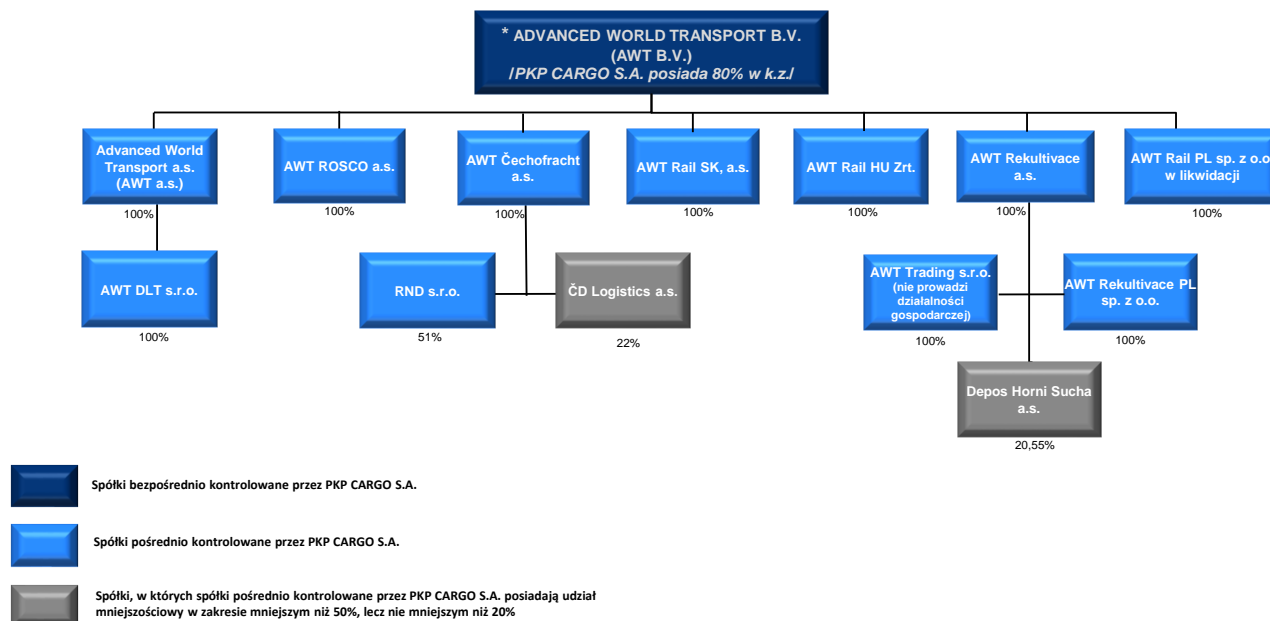 * ADVANCED WORLD TRANSPORT B.V.
(AWT B.V.)
/PKP CARGO S.A. posiada 80% w k.z./
Advanced World
Transport a.s.
(AWT a.s.)
100%
AWT ROSCO a.s.
100%
AWT Čechofracht
a.s.
100%
AWT Rail SK, a.s.
100%
AWT Rail HU Zrt.
100%
AWT Rekultivace
a.s.
100%
AWT Rail PL sp. z o.o
w likwidacji
100%
AWT DLT s.r.o.
100%
RND s.r.o.
51%
ČD Logistics a.s.
22%
AWT Trading s.r.o.
(nie prowadzi
działalności
gospodarczej)
100%
AWT Rekultivace PL
sp. z o.o.
100%
Depos Horni Sucha
a.s.
20,55%
Spółki bezpośrednio kontrolowane przez PKP CARGO S.A.
Spółki pośrednio kontrolowane przez PKP CARGO S.A.
Spółki, w których spółki pośrednio kontrolowane przez PKP CARGO S.A. posiadają udział
mniejszościowy w zakresie mniejszym niż 50%, lecz nie mniejszym niż 20%